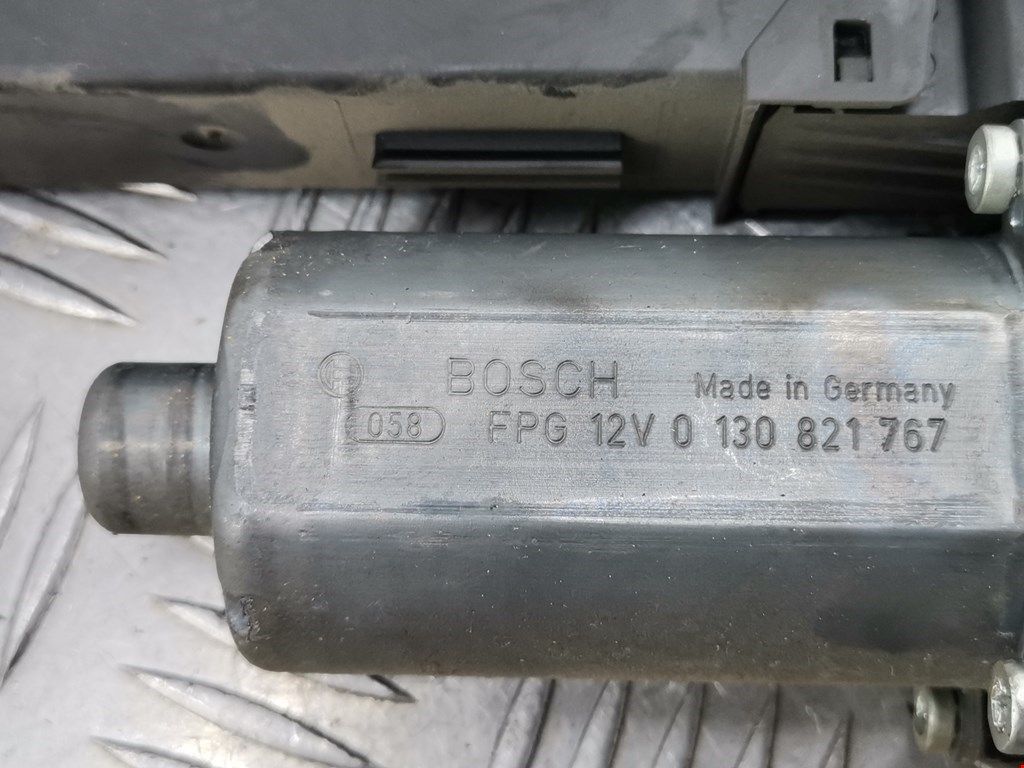 BOSCH Made in Germany
058 FPG 12V 0 130 821 767